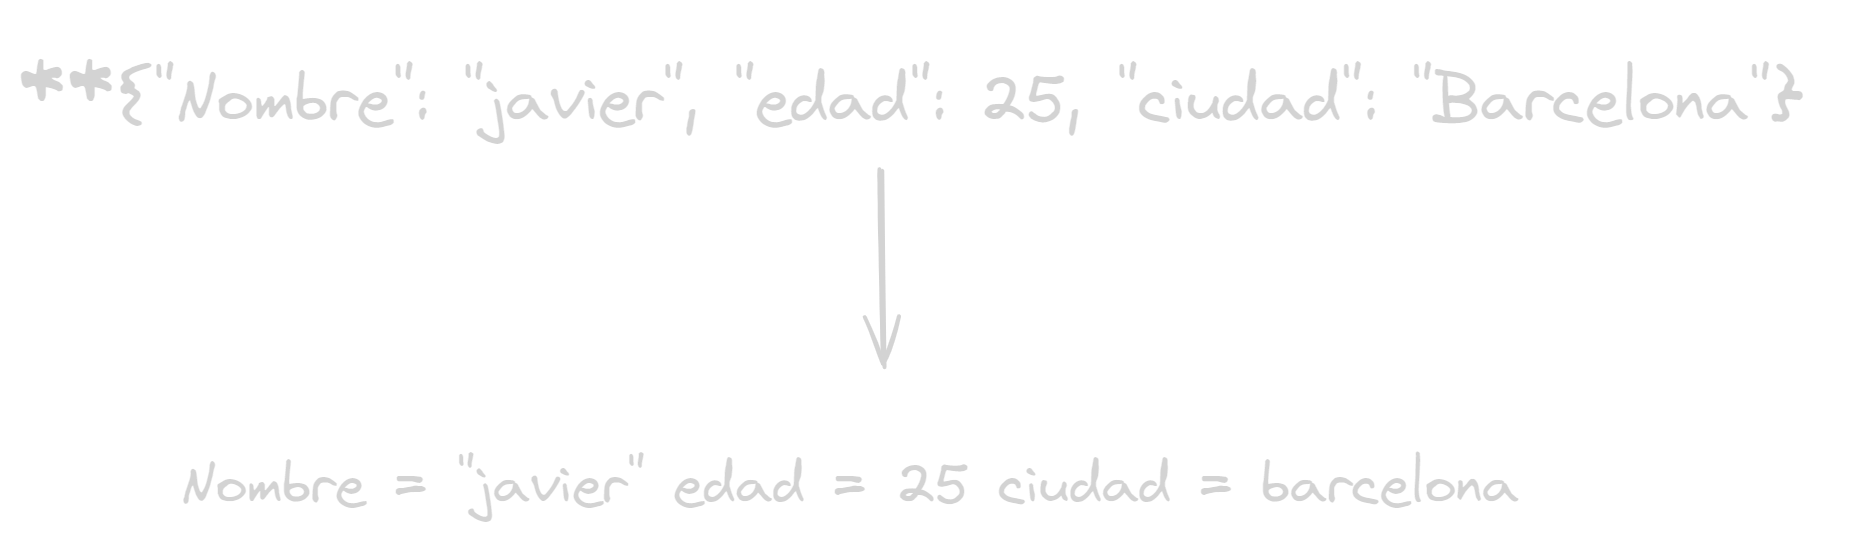 **{"Nombre": "javier", "edad": 25, "ciudad": "Barcelona"}
Nombre = "javier" edad = 25 ciudad = barcelona